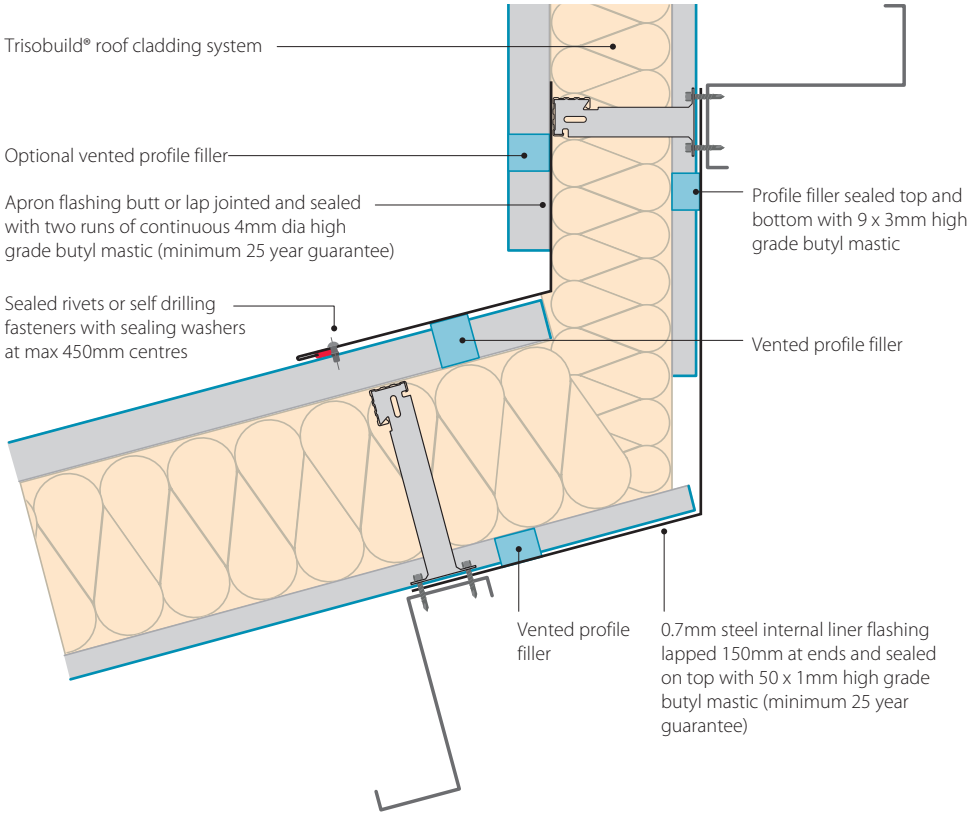 Trisobuild® roof cladding system
Optional vented profile filler
Apron flashing butt or lap jointed and sealed
with two runs of continuous 4mm dia high
grade butyl mastic (minimum 25 year guarantee)
Sealed rivets or self drilling
fasteners with sealing washers
at max 450mm centres
Profile filler sealed top and
bottom with 9 x 3mm high
grade butyl mastic
Vented profile filler
Vented profile
filler
0.7mm steel internal liner flashing
lapped 150mm at ends and sealed
on top with 50 x 1mm high grade
butyl mastic (minimum 25 year
guarantee)